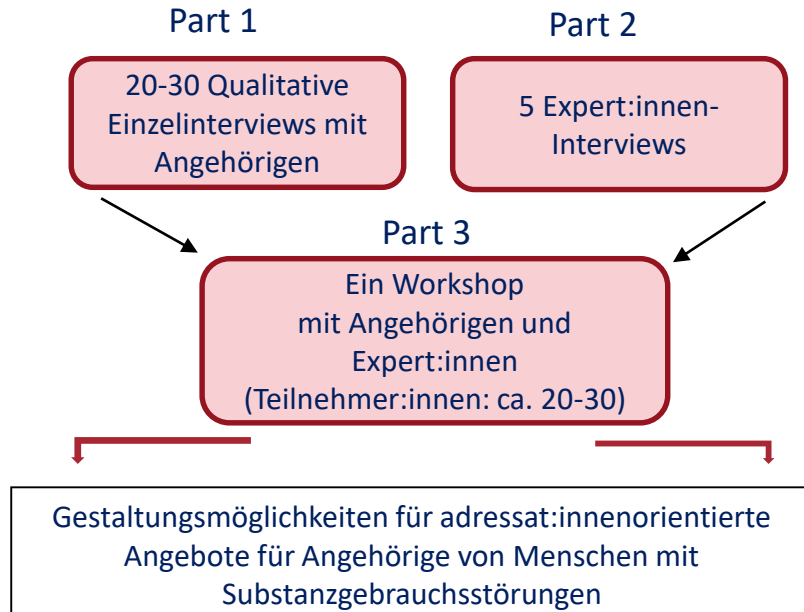 Part 1
Part 2
20-30 Qualitative
Einzelinterviews mit
Angehörigen
5 Expert:innen-
Interviews
Part 3
Ein Workshop
mit Angehörigen und
Expert:innen
(Teilnehmer:innen: ca. 20-30)
Gestaltungsmöglichkeiten für adressat:innenorientierte
Angebote für Angehörige von Menschen mit
Substanzgebrauchsstörungen